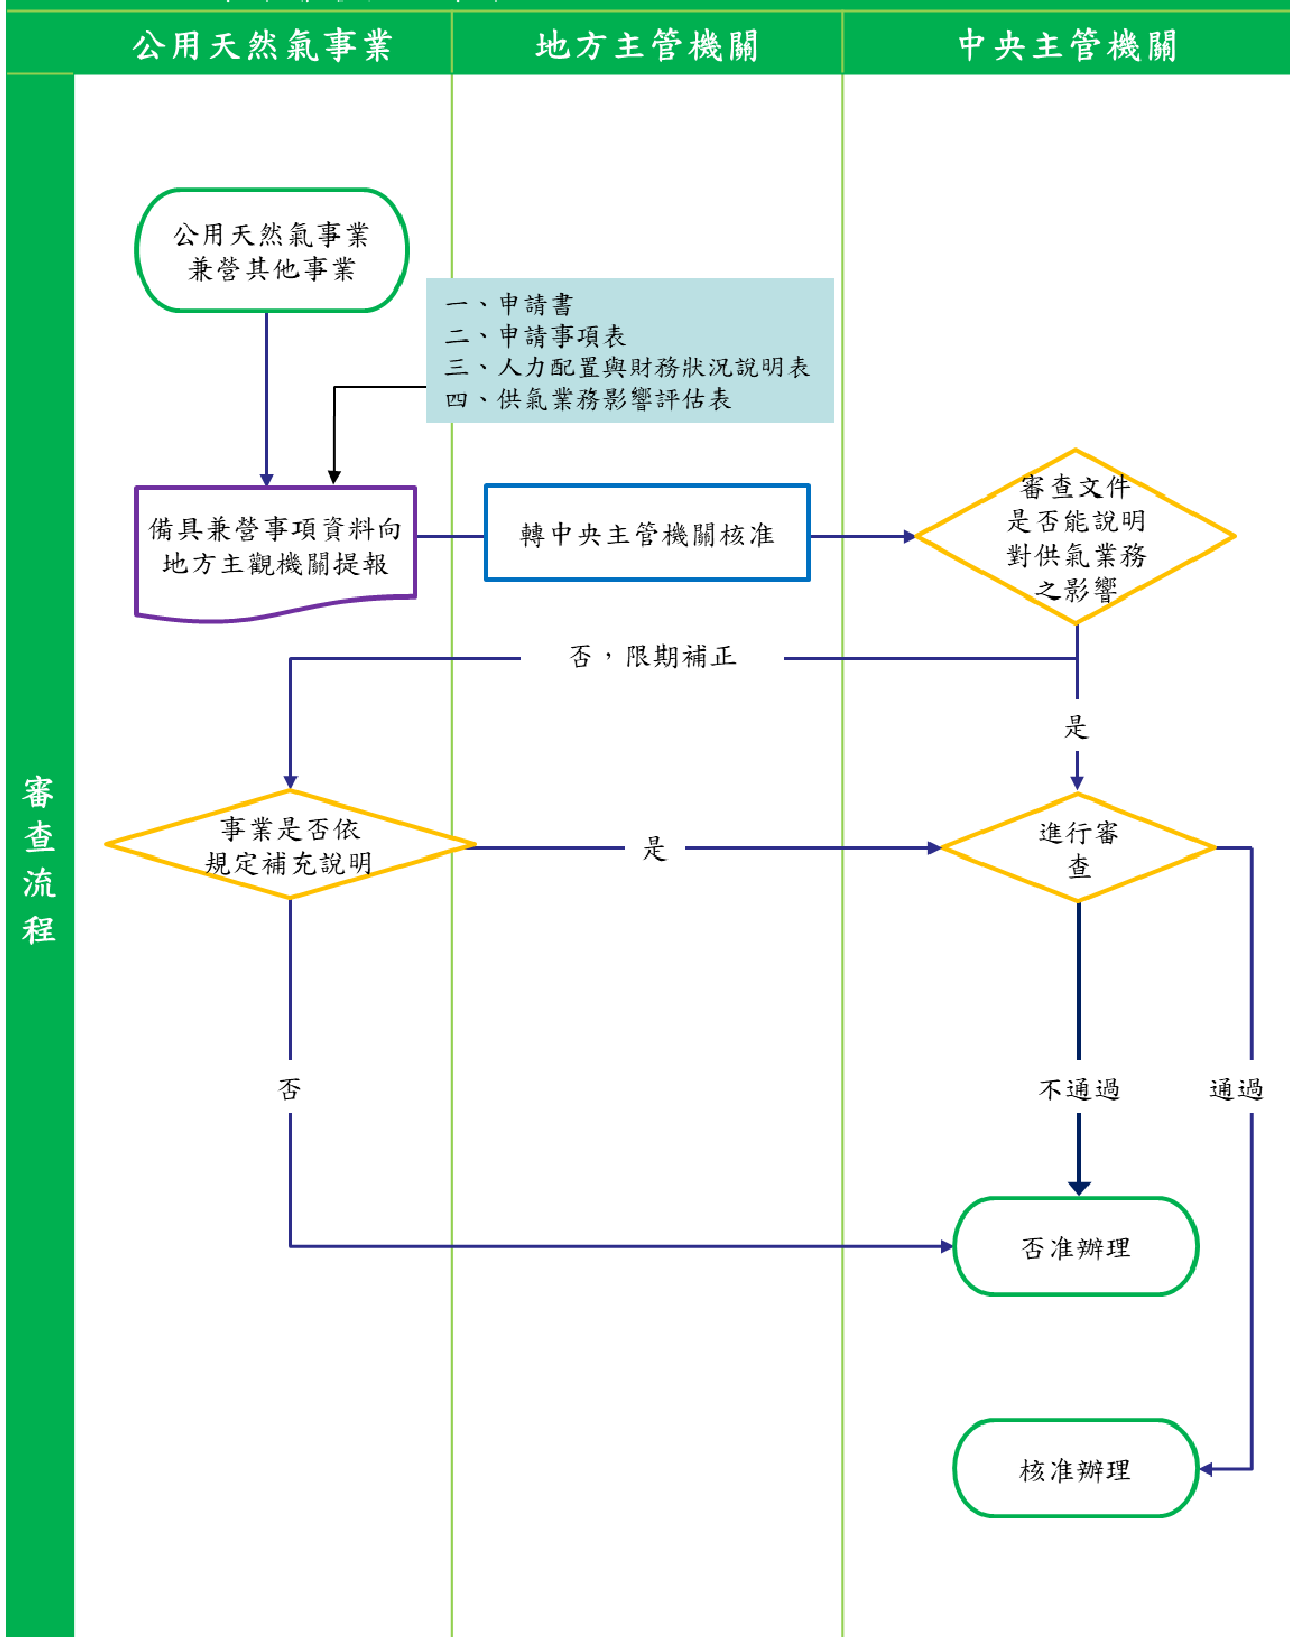 公用天然氣事業
地方主管機關
中央主管機關
審查流程
公用天然氣事業
兼營其他事業
一、申請書
二、申請事項表
三、人力配置與財務狀況說明表
四、供氣業務影響評估表
備具兼營事項資料向
地方主觀機關提報
轉中央主管機關核准
審查文件
是否能說明
對供氣業務
之影響
否，限期補正
是
事業是否依
規定補充說明
是
進行審
查
否
不通過
通過
否准辦理
核准辦理